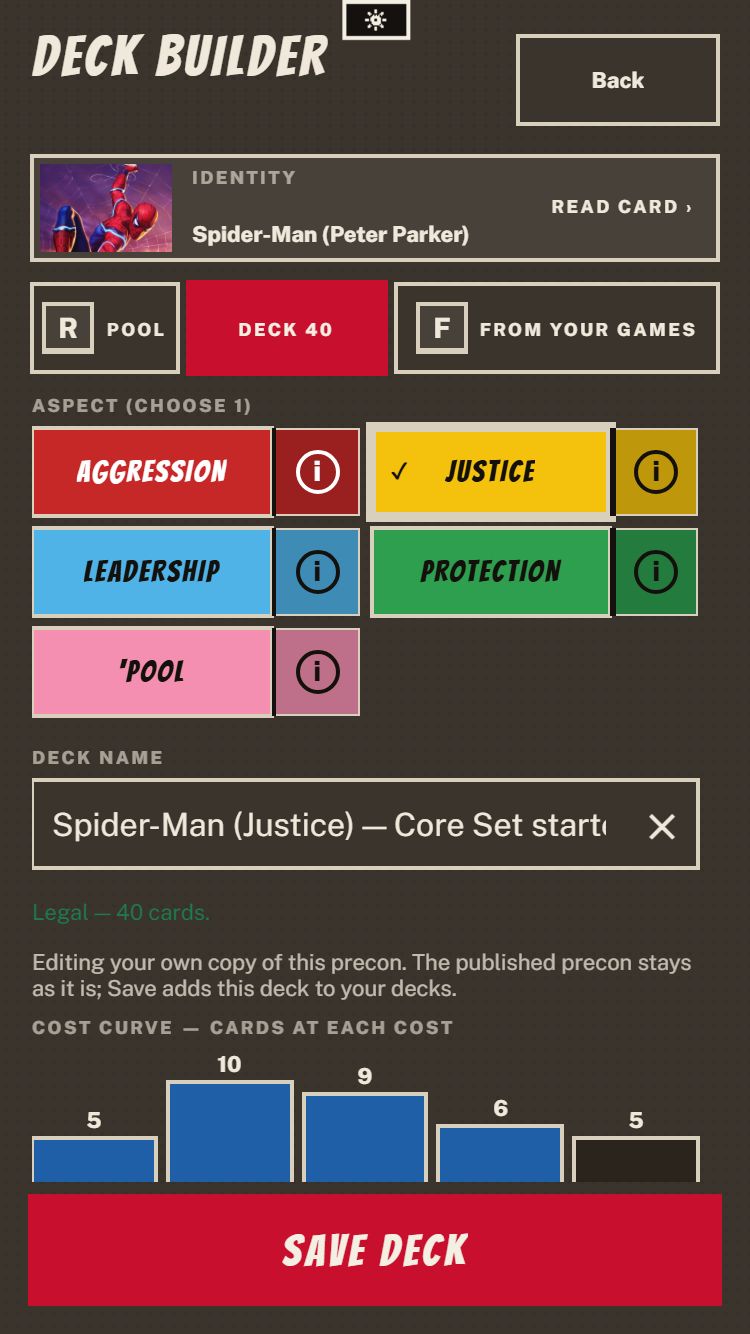 DECK BUILDER
Back
IDENTITY
Spider-Man (Peter Parker)
READ CARD ›
R POOL
DECK 40
F FROM YOUR GAMES
ASPECT (CHOOSE 1)
AGGRESSION i
✓ JUSTICE i
LEADERSHIP i
PROTECTION i
'POOL i
DECK NAME
Spider-Man (Justice) — Core Set
Legal — 40 cards.
Editing your own copy of this precon. The published precon stays
as it is; Save adds this deck to your decks.
COST CURVE — CARDS AT EACH COST
5 10 9 6 5
SAVE DECK